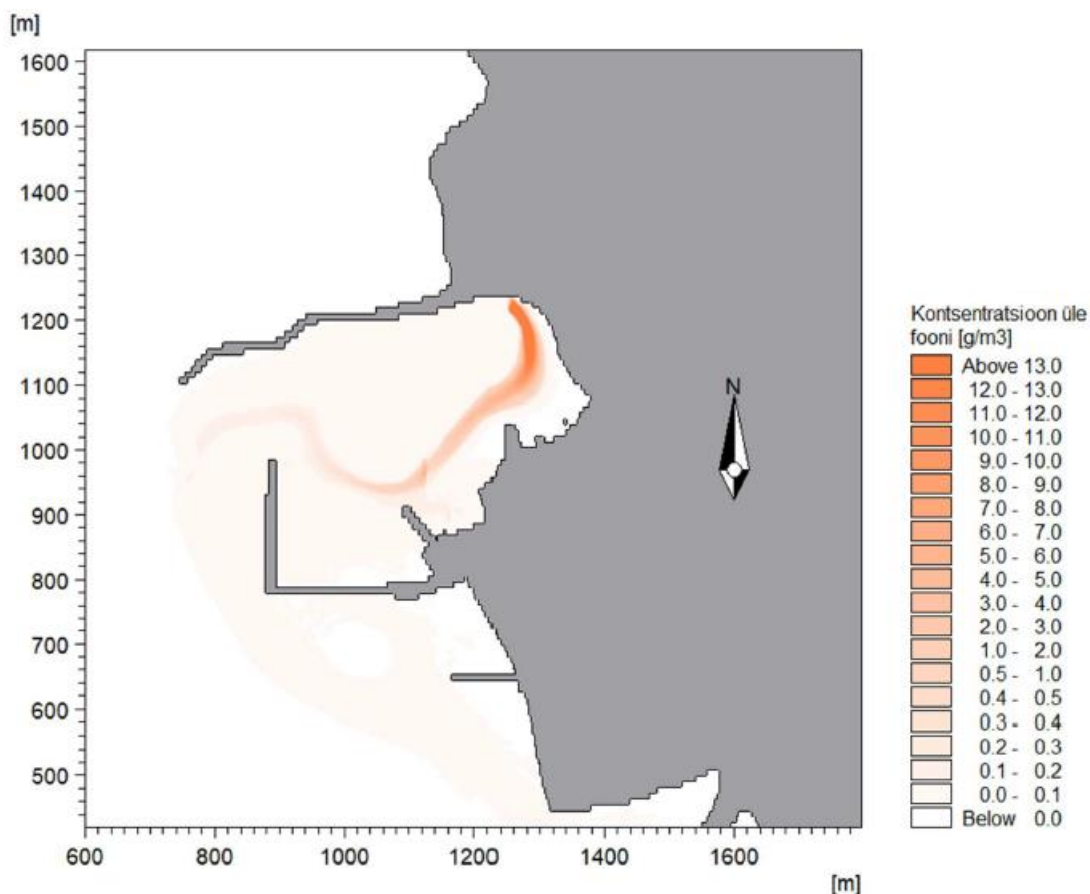 [m]
1600
1500
1400
1300
1200
1100
1000
900
800
700
600
500
600 800 1000 1200 1400 1600
[m]
N
Kontsentratsioon üle
fooni [g/m3]
Above 13.0
12.0 - 13.0
11.0 - 12.0
10.0 - 11.0
9.0 - 10.0
8.0 - 9.0
7.0 - 8.0
6.0 - 7.0
5.0 - 6.0
4.0 - 5.0
3.0 - 4.0
2.0 - 3.0
1.0 - 2.0
0.5 - 1.0
0.4 - 0.5
0.3 - 0.4
0.2 - 0.3
0.1 - 0.2
0.0 - 0.1
Below 0.0